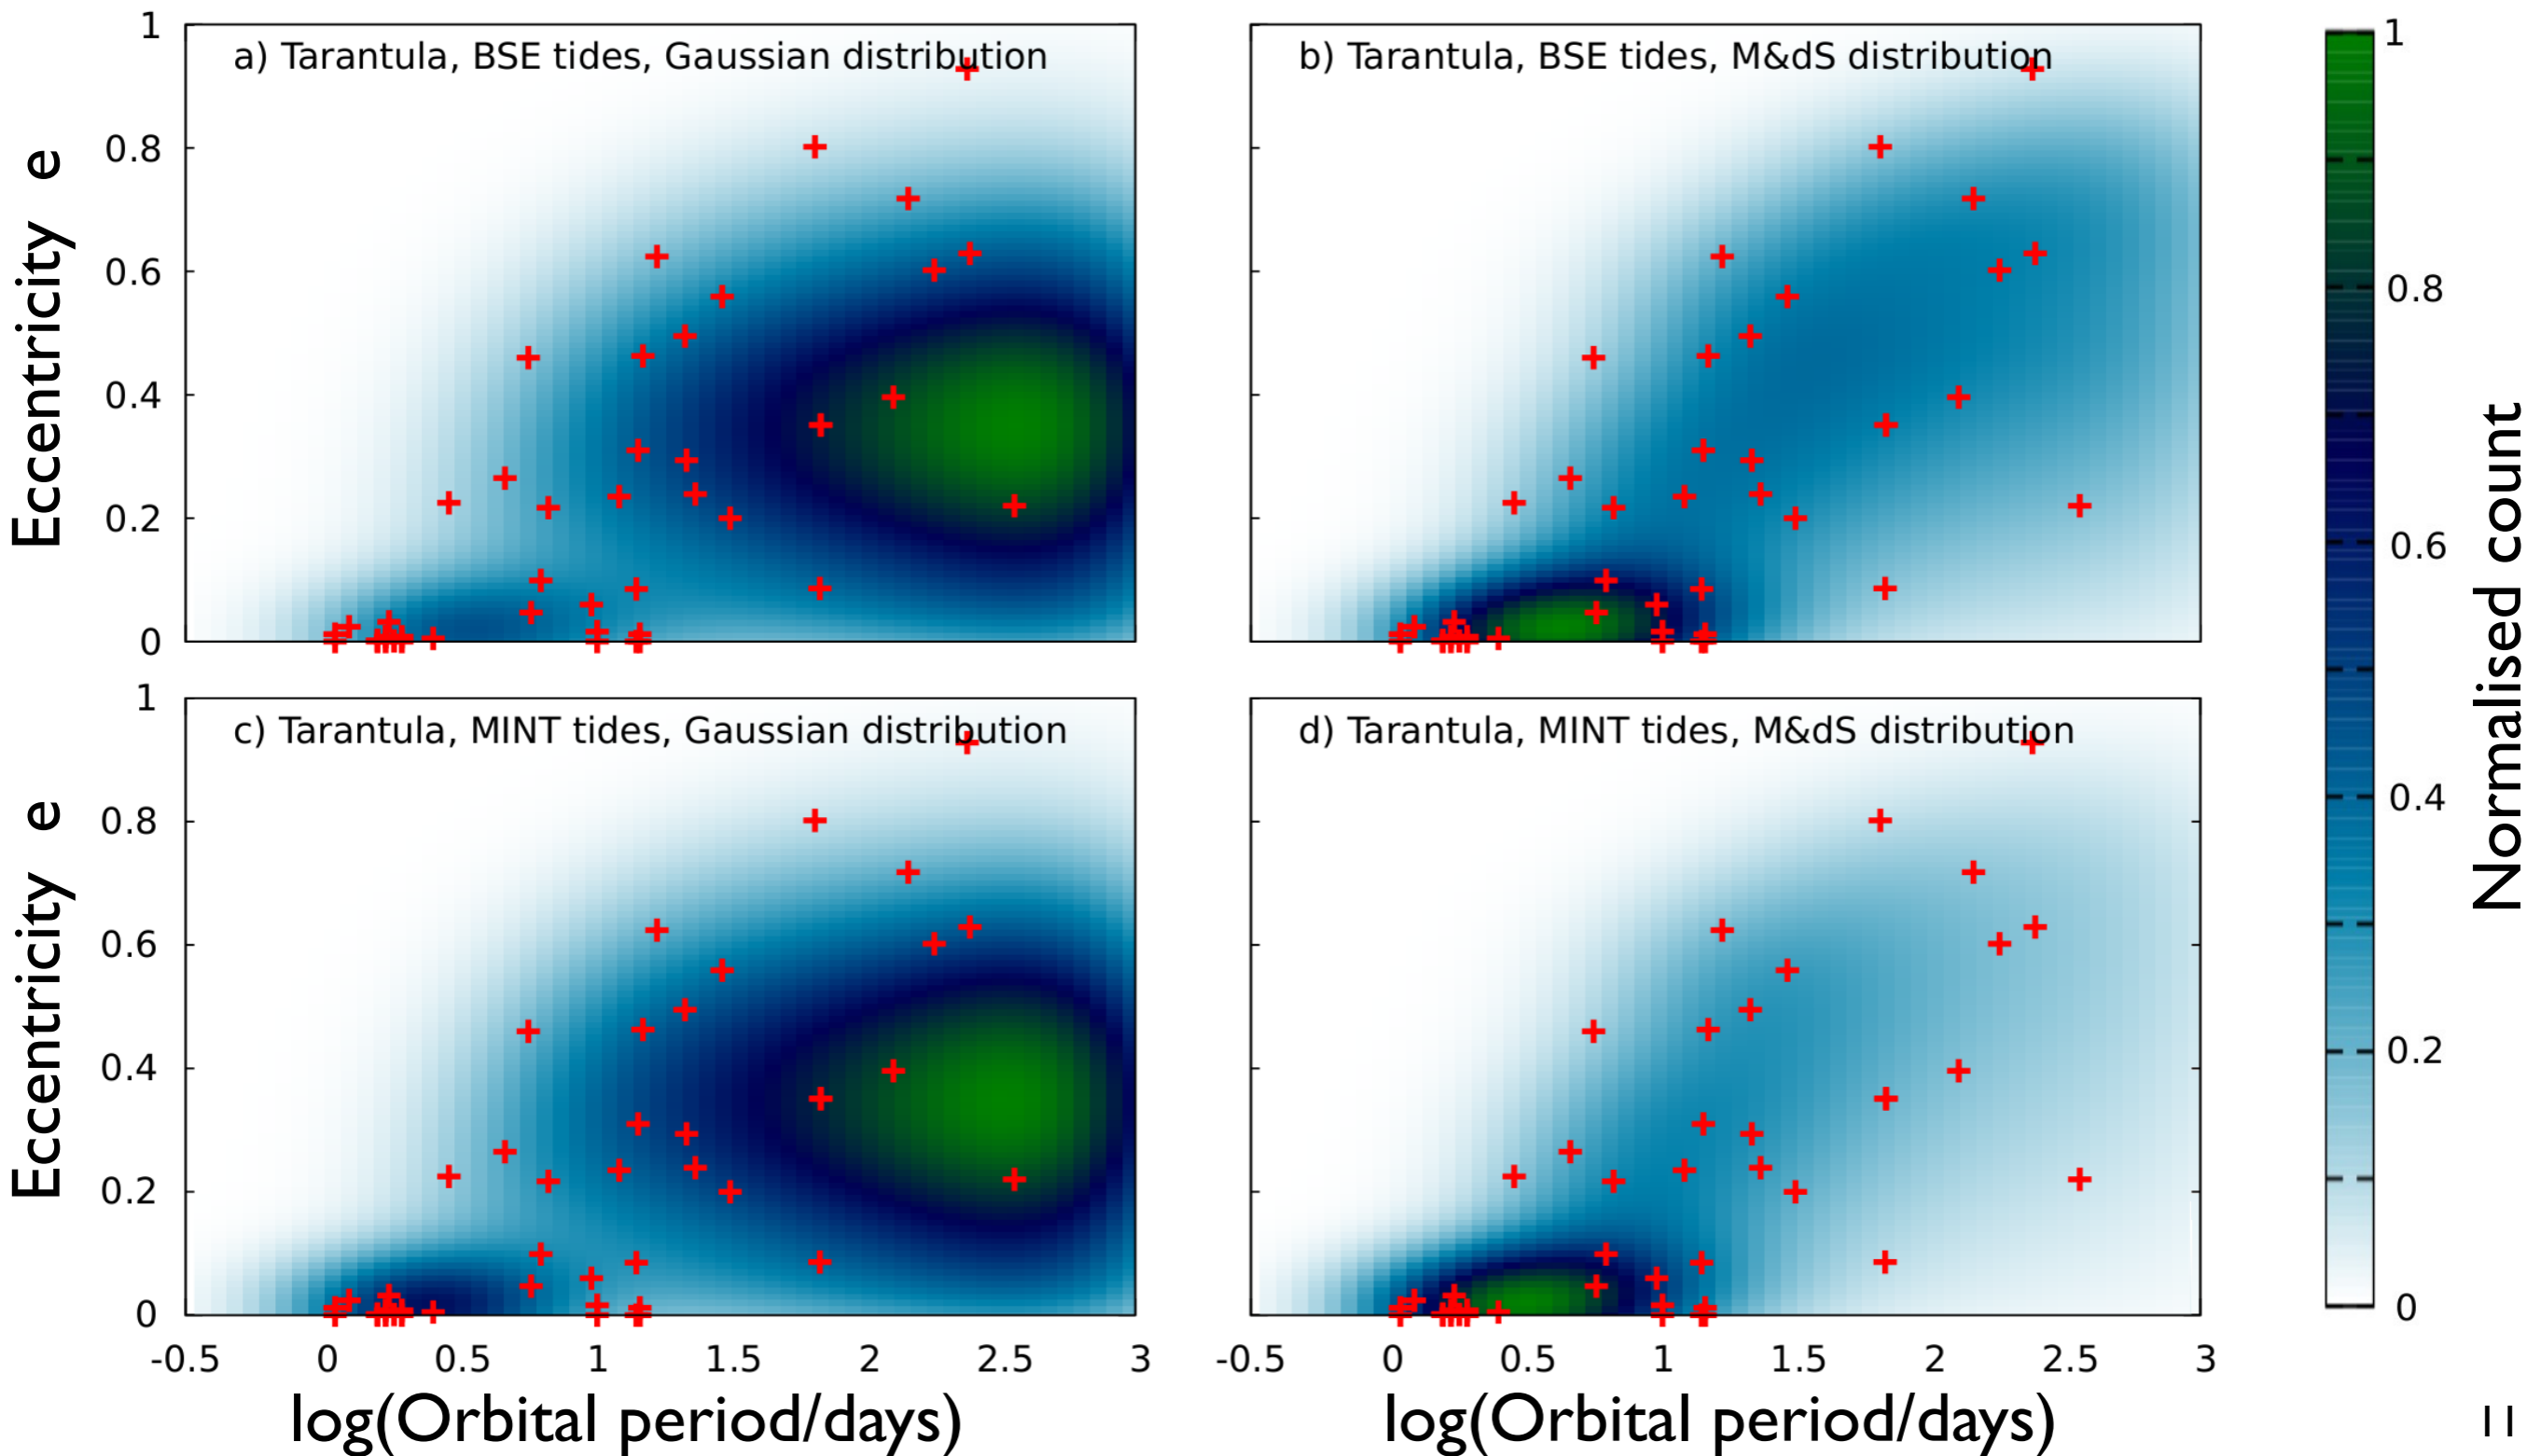 a) Tarantula, BSE tides, Gaussian distribution
b) Tarantula, BSE tides, M&dS distribution
1
0.8
0.6
0.4
0.2
0
Eccentricity e
c) Tarantula, MINT tides, Gaussian distribution
d) Tarantula, MINT tides, M&dS distribution
1
0.8
0.6
0.4
0.2
0
Eccentricity e
-0.5 0 0.5 1 1.5 2 2.5 3
-0.5 0 0.5 1 1.5 2 2.5 3
log(Orbital period/days)
log(Orbital period/days)
1
0.8
0.6
0.4
0.2
0
Normalised count
11